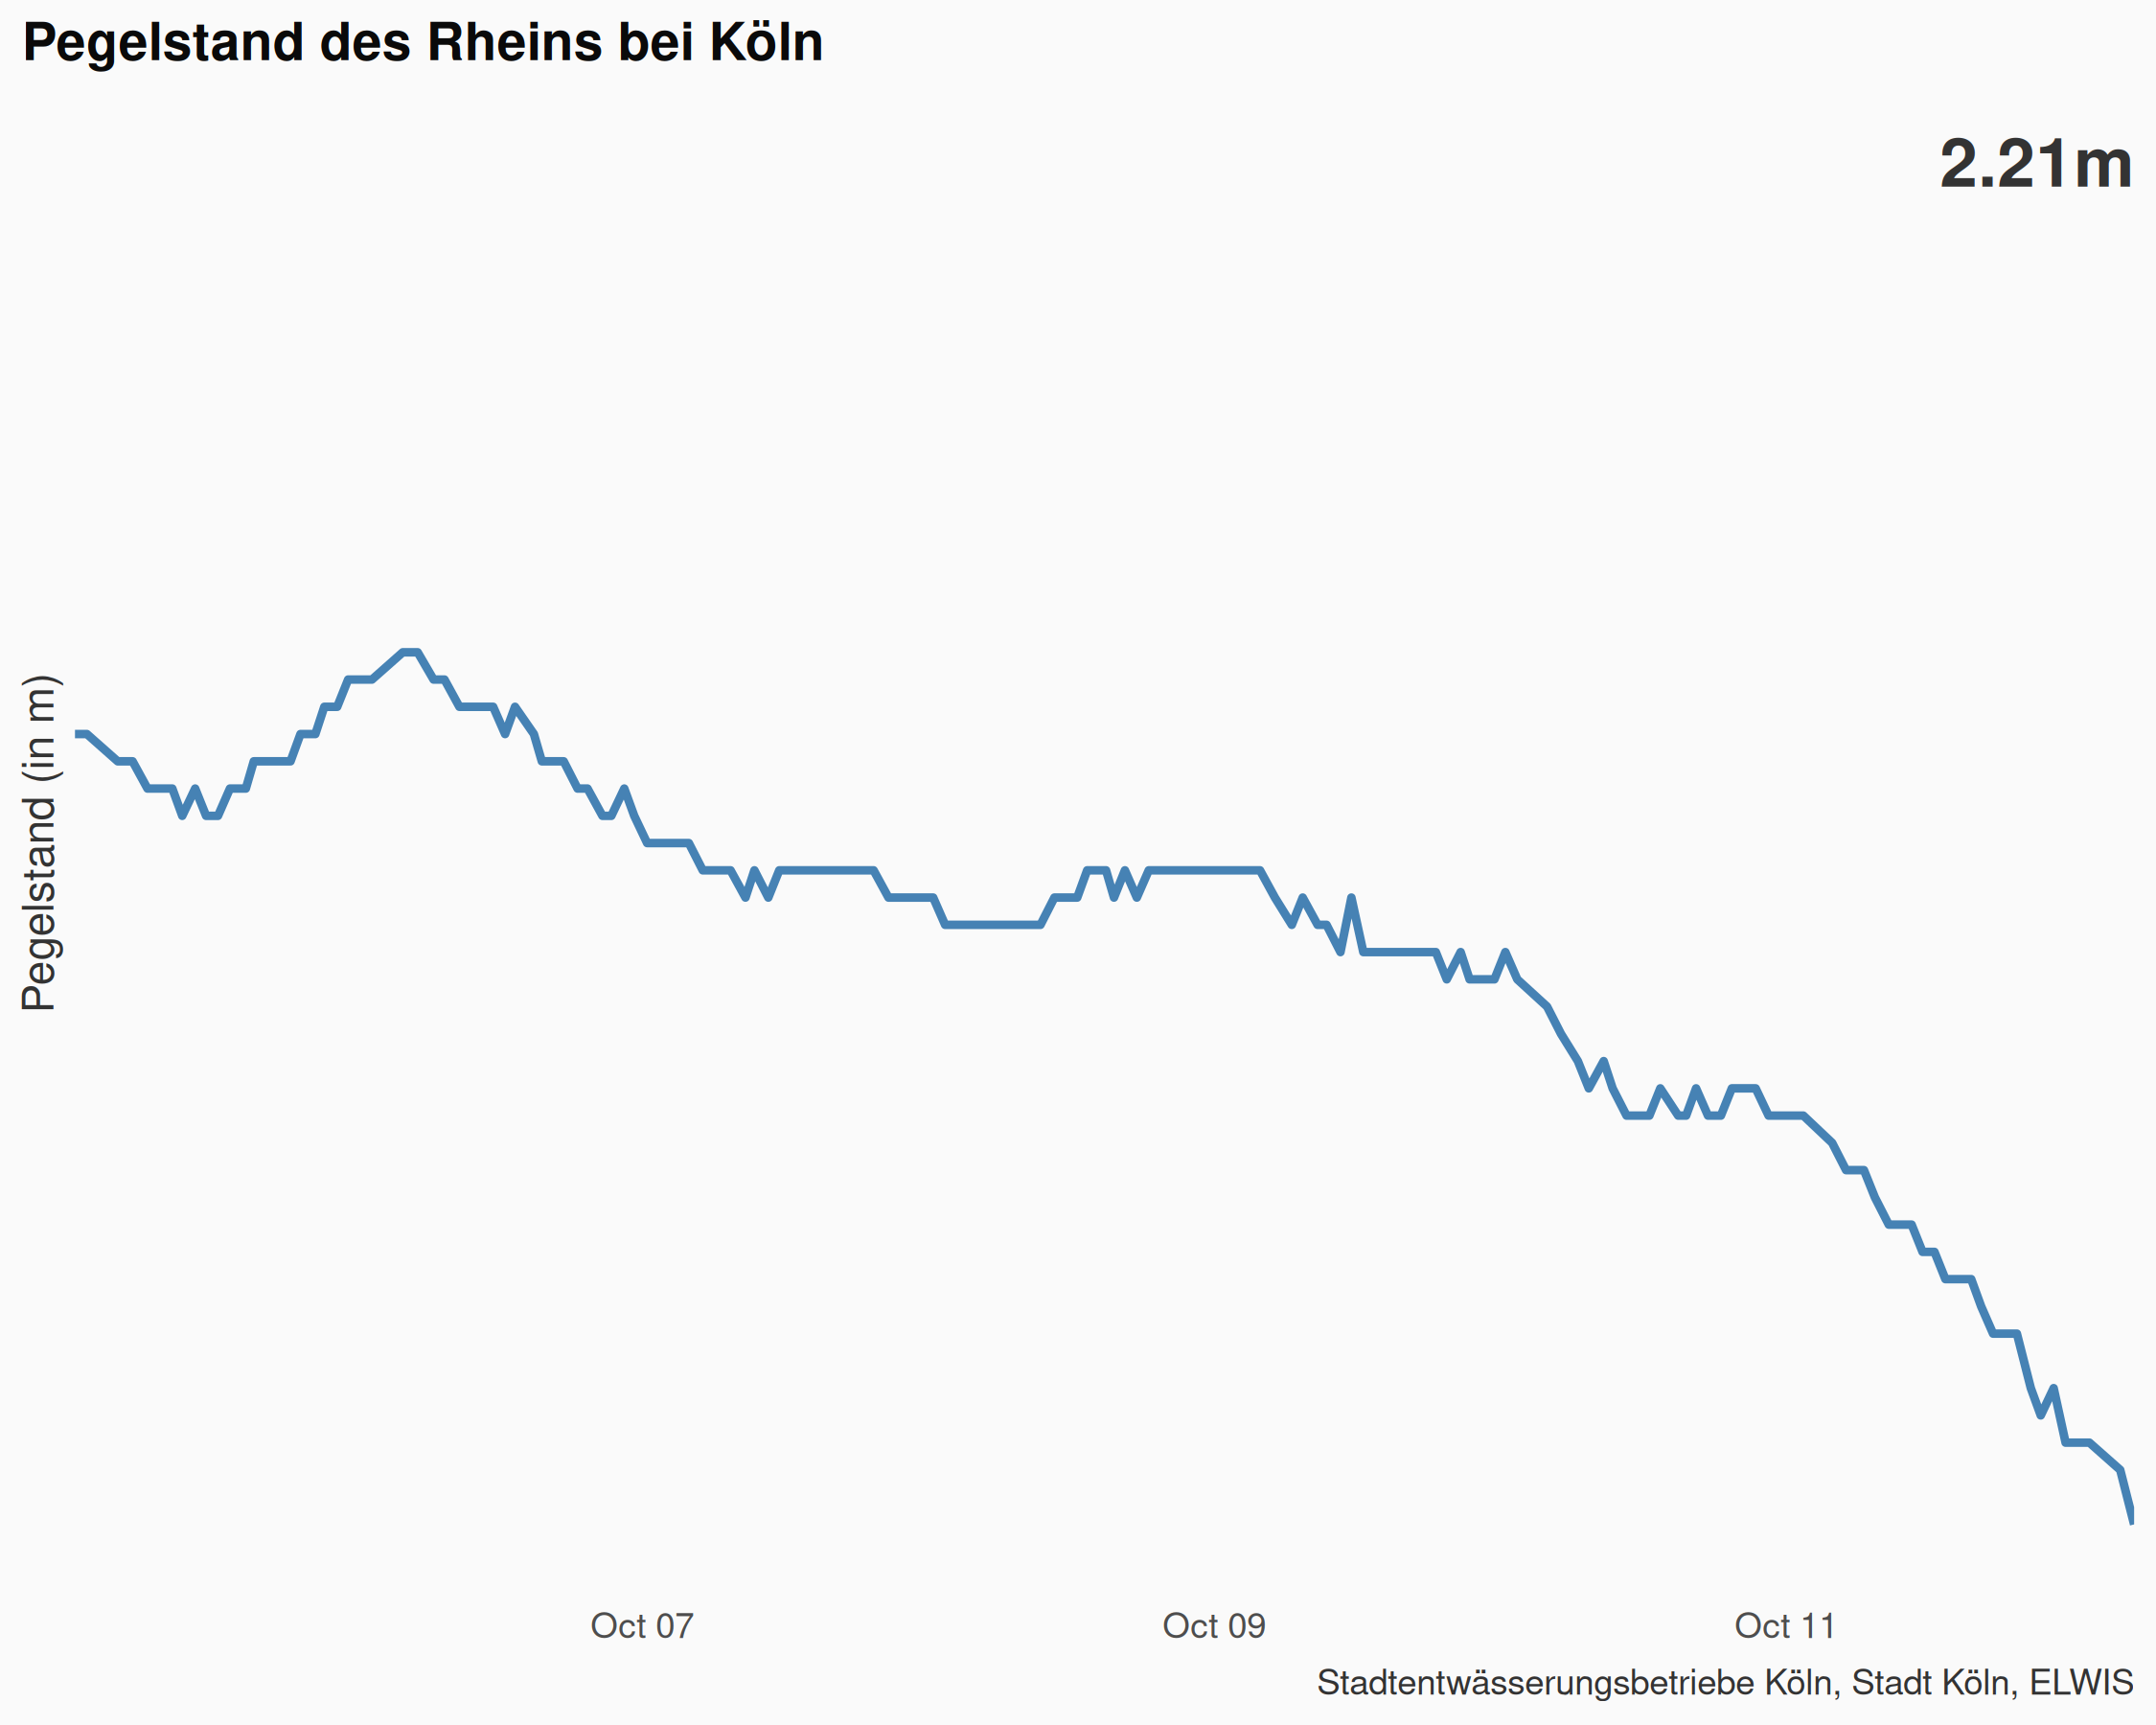 Pegelstand des Rheins bei Köln
2.21m
Pegelstand (in m)
Oct 07
Oct 09
Oct 11
Stadtentwässerungsbetriebe Köln, Stadt Köln, ELWIS